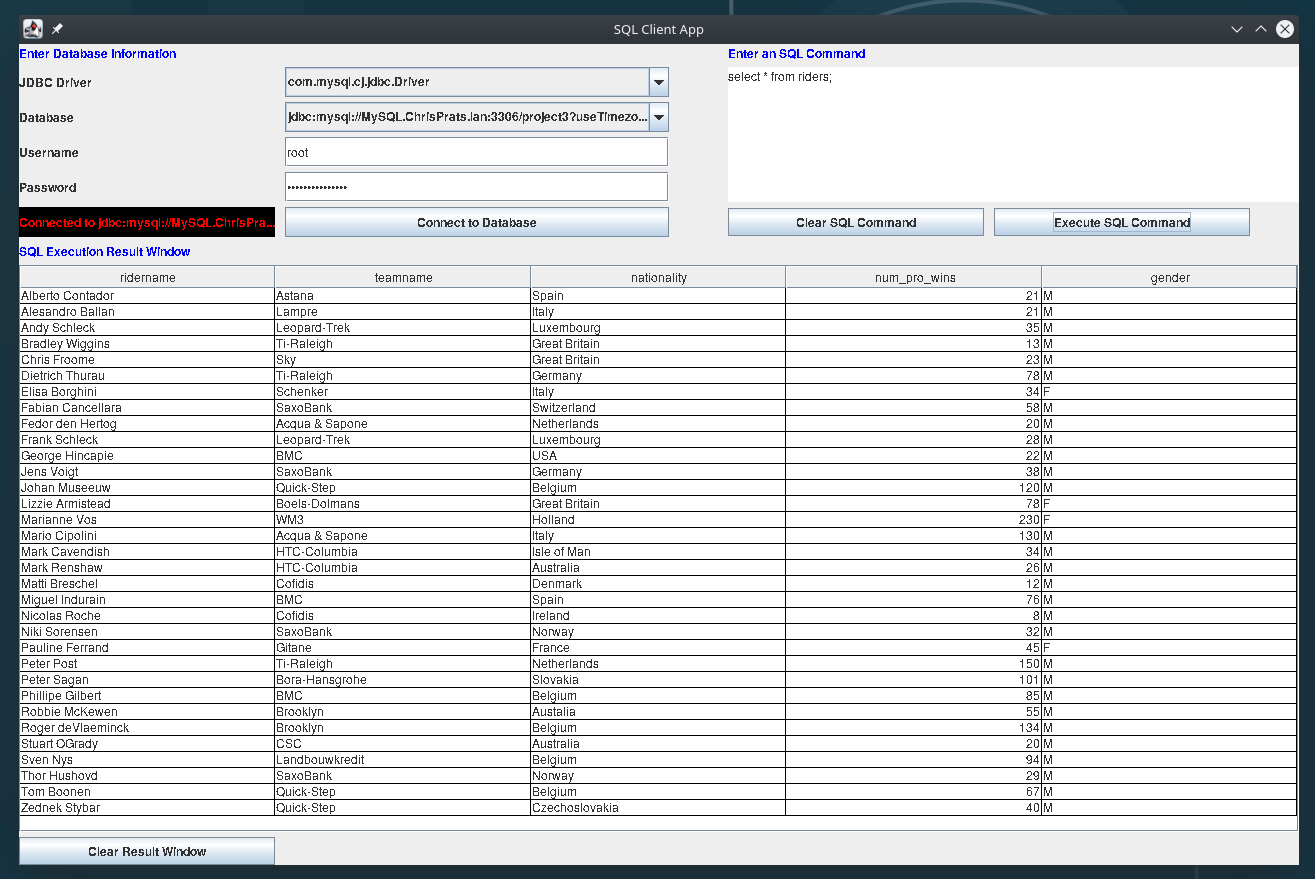 SQL Client App
Enter Database Information
Enter an SQL Command
JDBC Driver
com.mysql.cj.jdbc.Driver
select * from riders;
Database
jdbc:mysql://MySQL.ChrisPrats.lan:3306/project3?useTimezo...
Username
root
Password
•••••••••••••••
Connected to jdbc:mysql://MySQL.ChrisPra...
Connect to Database
Clear SQL Command
Execute SQL Command
SQL Execution Result Window
ridername teamname nationality num_pro_wins gender
Alberto Contador Astana Spain 21 M
Alesandro Ballan Lampre Italy 21 M
Andy Schleck Leopard-Trek Luxembourg 35 M
Bradley Wiggins Ti-Raleigh Great Britain 13 M
Chris Froome Sky Great Britain 23 M
Dietrich Thurau Ti-Raleigh Germany 78 M
Elisa Borghini Schenker Italy 34 F
Fabian Cancellara SaxoBank Switzerland 58 M
Fedor den Hertog Acqua & Sapone Netherlands 20 M
Frank Schleck Leopard-Trek Luxembourg 28 M
George Hincapie BMC USA 22 M
Jens Voigt SaxoBank Germany 38 M
Johan Museeuw Quick-Step Belgium 120 M
Lizzie Armistead Boels-Dolmans Great Britain 78 F
Marianne Vos WM3 Holland 230 F
Mario Cipolini Acqua & Sapone Italy 130 M
Mark Cavendish HTC-Columbia Isle of Man 34 M
Mark Renshaw HTC-Columbia Australia 26 M
Matti Breschel Cofidis Denmark 12 M
Miguel Indurain BMC Spain 76 M
Nicolas Roche Cofidis Ireland 8 M
Niki Sorensen SaxoBank Norway 32 M
Pauline Ferrand Gitane France 45 F
Peter Post Ti-Raleigh Netherlands 150 M
Peter Sagan Bora-Hansgrohe Slovakia 101 M
Phillipe Gilbert BMC Belgium 85 M
Robbie McKewen Brooklyn Austalia 55 M
Roger deVlaeminck Brooklyn Belgium 134 M
Stuart OGrady CSC Australia 20 M
Sven Nys Landbouwkredit Belgium 94 M
Thor Hushovd SaxoBank Norway 29 M
Tom Boonen Quick-Step Belgium 67 M
Zednek Stybar Quick-Step Czechoslovakia 40 M
Clear Result Window